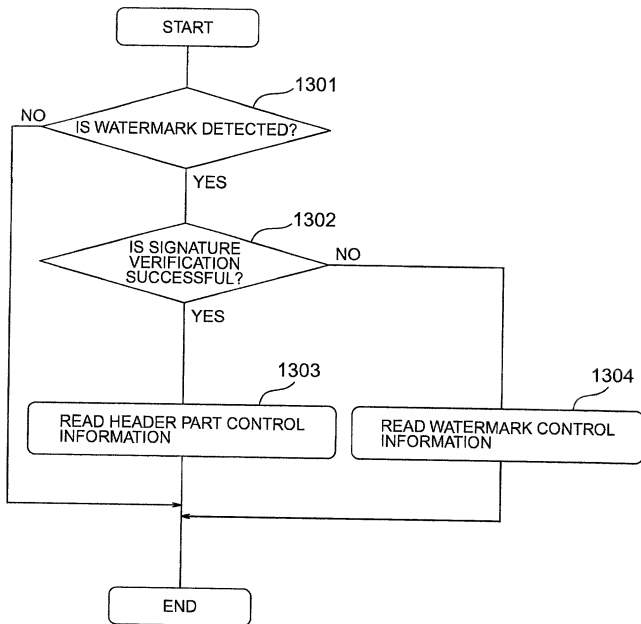 START
1301
NO
IS WATERMARK DETECTED?
YES
1302
IS SIGNATURE
VERIFICATION
SUCCESSFUL?
NO
YES
1303
1304
READ HEADER PART CONTROL
INFORMATION
READ WATERMARK CONTROL
INFORMATION
END